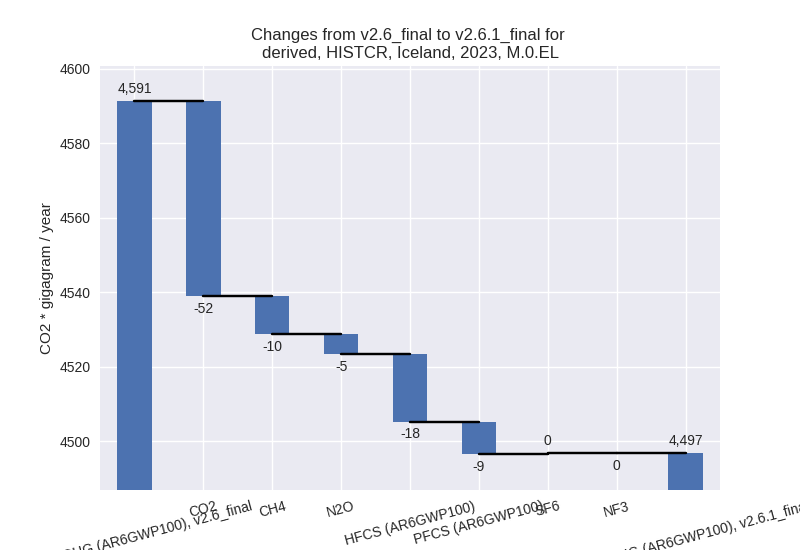 Changes from v2.6_final to v2.6.1_final for
derived, HISTCR, Iceland, 2023, M.0.EL
CO2 * gigagram / year
4600
4580
4560
4540
4520
4500
4,591
-52
-10
-5
-18
-9
0
0
4,497
(AR6GWP100), v2.6_final
CO2
CH4
N2O
HFCS (AR6GWP100)
PFCS (AR6GWP100)
SF6
NF3
(AR6GWP100), v2.6.1_final